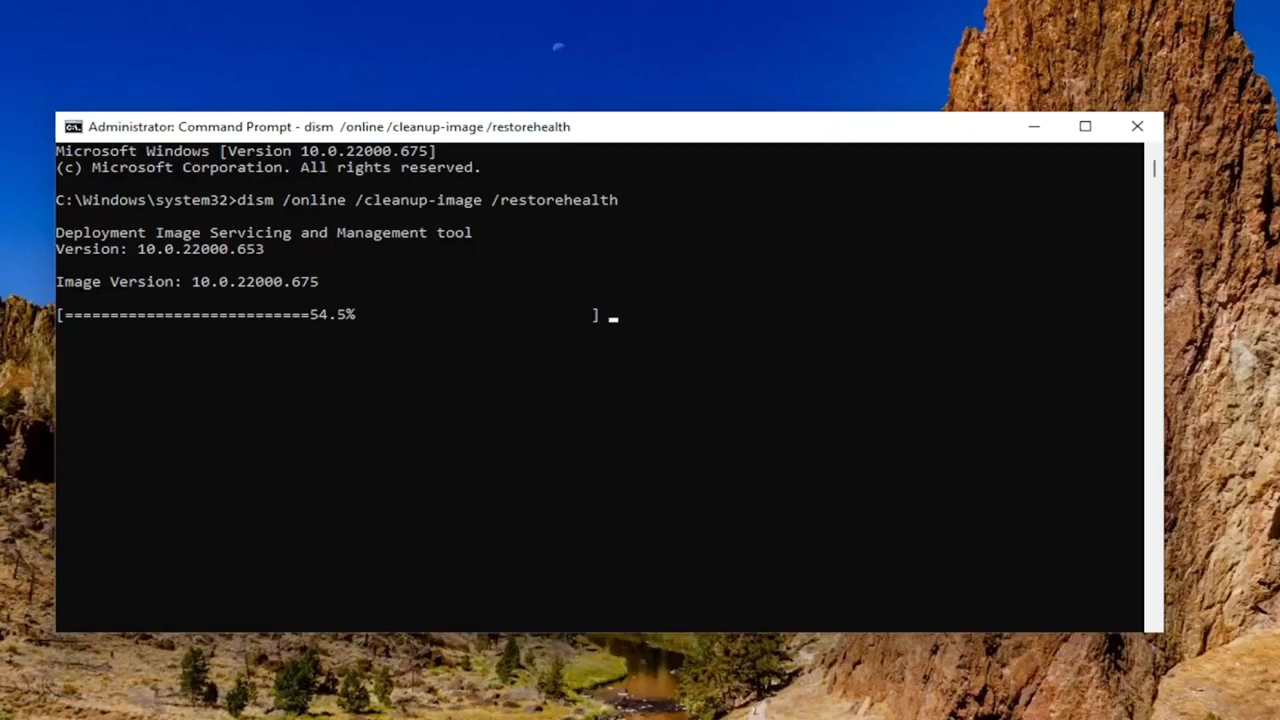 Administrator: Command Prompt - dism  /online /cleanup-image /restorehealth
Microsoft Windows [Version 10.0.22000.675]
(c) Microsoft Corporation. All rights reserved.
C:\Windows\system32>dism /online /cleanup-image /restorehealth
Deployment Image Servicing and Management tool
Version: 10.0.22000.653
Image Version: 10.0.22000.675
[===========================54.5%                          ]